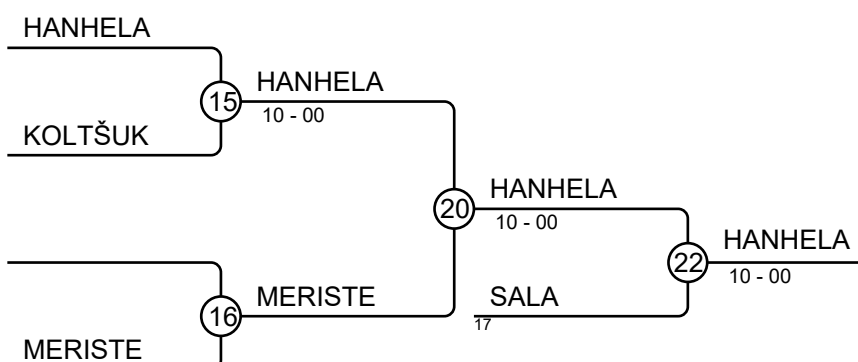 HANHELA
HANHELA
15
10 - 00
KOLTŠUK
HANHELA
20
10 - 00
HANHELA
22
10 - 00
MERISTE
SALA
16
17
MERISTE